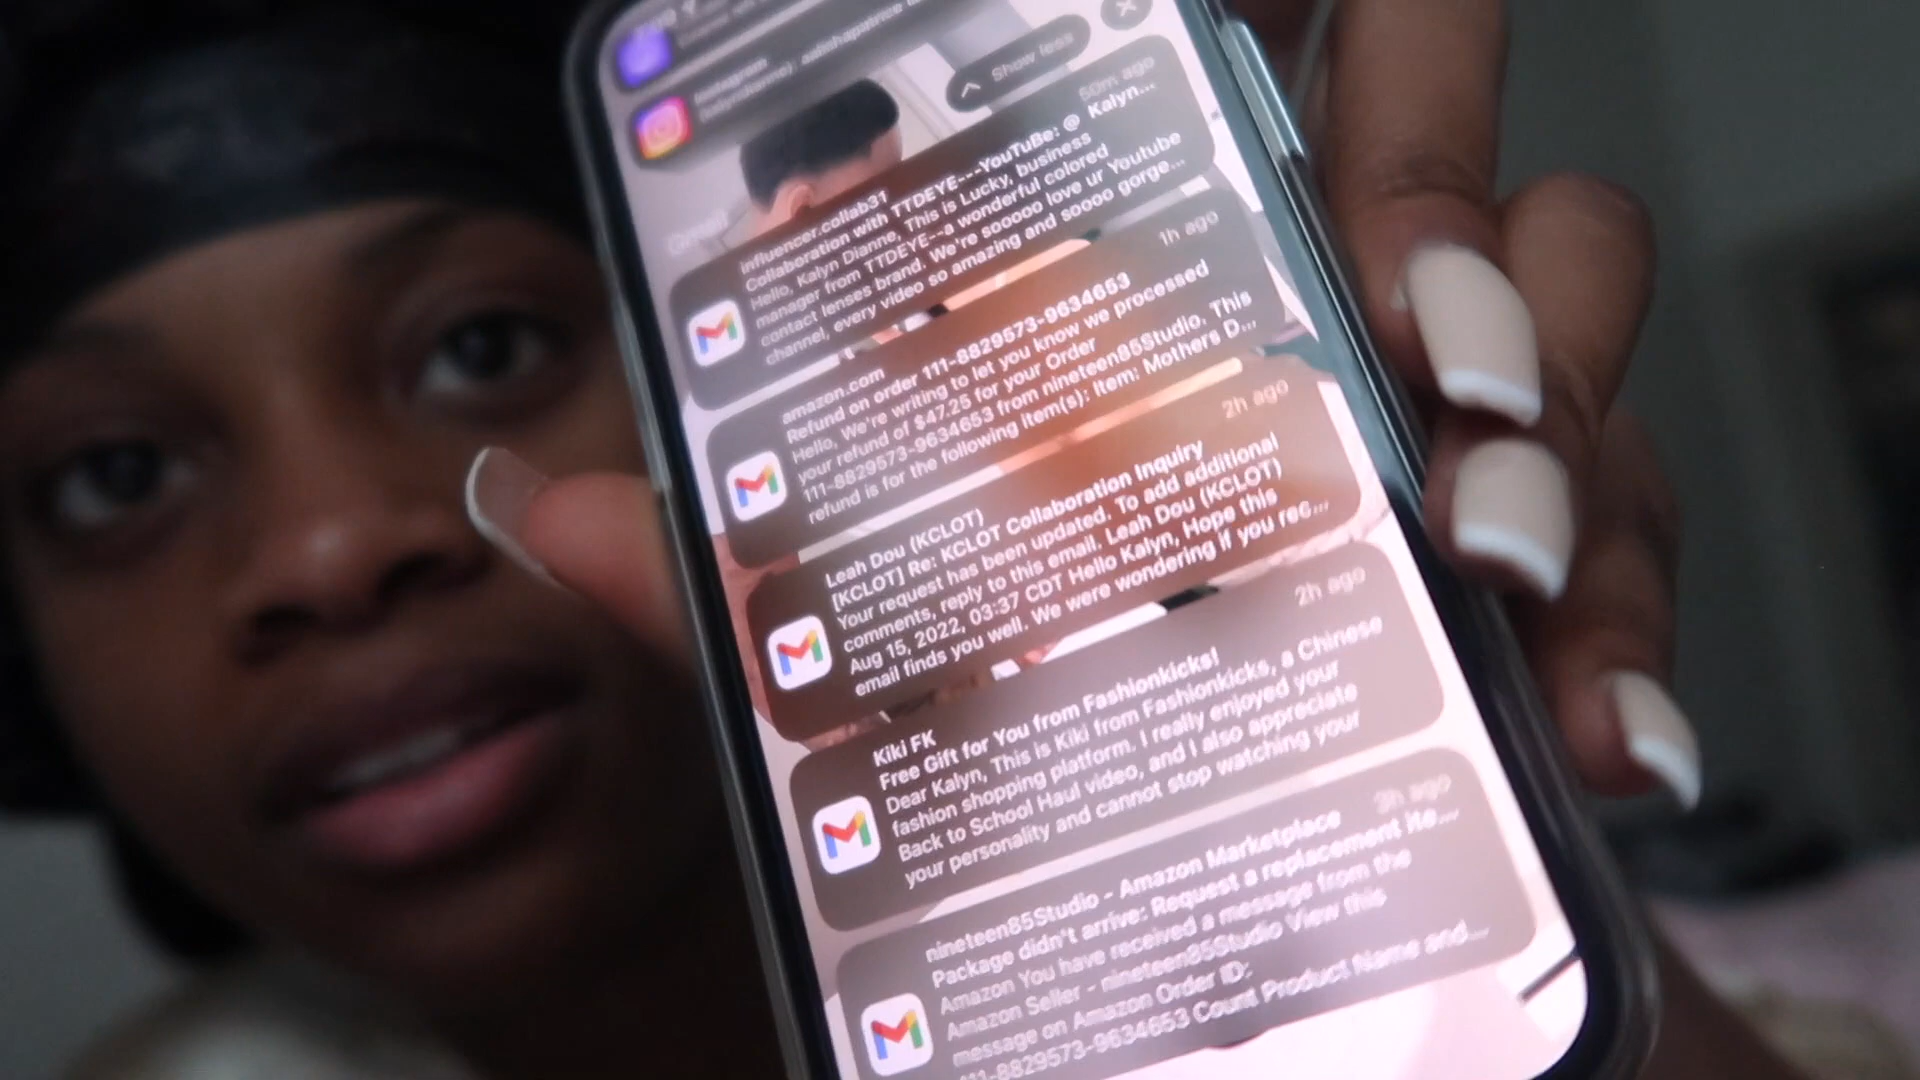 Instagram
Show less
influencer.collab31
60m ago
Collaboration with TTDEYE---YouTuBe: @ Kalyn...
Hello, Kalyn Dianne, This is Lucky, business
manager from TTDEYE--a wonderful colored
contact lenses brand. We're sooooo love ur Youtube
channel, every video so amazing and soooo gorge...
amazon.com
1h ago
Refund on order 111-8829573-9634653
Hello, We're writing to let you know we processed
your refund of $47.25 for your Order
111-8829573-9634653 from nineteen85Studio. This
refund is for the following item(s): Item: Mothers D...
Leah Dou (KCLOT)
2h ago
[KCLOT] Re: KCLOT Collaboration Inquiry
Your request has been updated. To add additional
comments, reply to this email. Leah Dou (KCLOT)
Aug 15, 2022, 03:37 CDT Hello Kalyn, Hope this
email finds you well. We were wondering if you rec...
Kiki FK
2h ago
Free Gift for You from Fashionkicks!
Dear Kalyn, This is Kiki from Fashionkicks, a Chinese
fashion shopping platform. I really enjoyed your
Back to School Haul video, and I also appreciate
your personality and cannot stop watching your
nineteen85Studio - Amazon Marketplace
3h ago
Package didn't arrive: Request a replacement ite...
Amazon You have received a message from the
Amazon Seller - nineteen85Studio View this
message on Amazon Order ID:
111-8829573-9634653 Count Product Name and...